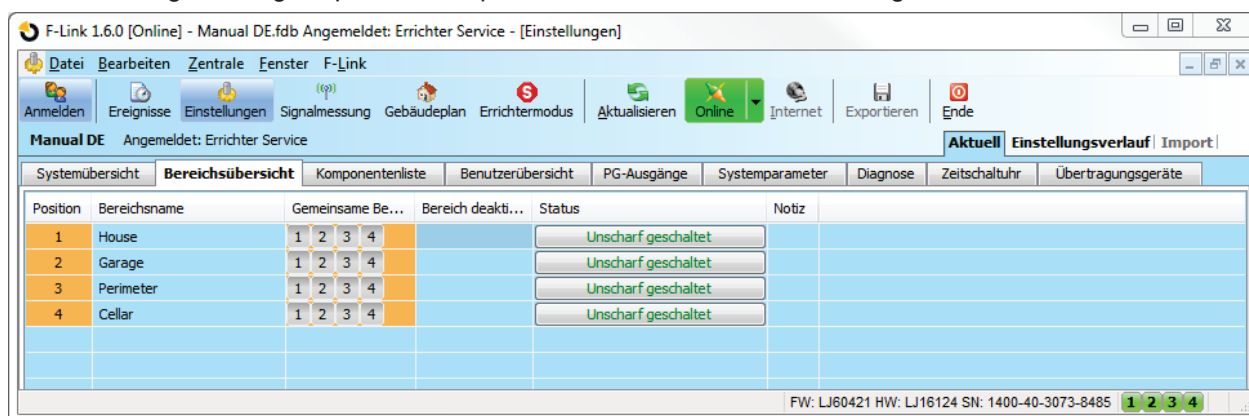 F-Link 1.6.0 [Online] - Manual DE.fdb Angemeldet: Errichter Service - [Einstellungen]
Datei Bearbeiten Zentrale Fenster F-Link
Anmelden Ereignisse Einstellungen Signalmessung Gebäudeplan Errichtermodus Aktualisieren Online Internet Exportieren Ende
Manual DE Angemeldet: Errichter Service Aktuell Einstellungsverlauf Import
Systemübersicht Bereichsübersicht Komponentenliste Benutzerübersicht PG-Ausgänge Systemparameter Diagnose Zeitschaltuhr Übertragungsgeräte
Position Bereichsname Gemeinsame Be... Bereich deakti... Status Notiz
1 House 1 2 3 4 Unscharf geschaltet
2 Garage 1 2 3 4 Unscharf geschaltet
3 Perimeter 1 2 3 4 Unscharf geschaltet
4 Cellar 1 2 3 4 Unscharf geschaltet
FW: LJ60421 HW: LJ16124 SN: 1400-40-3073-8485 1 2 3 4